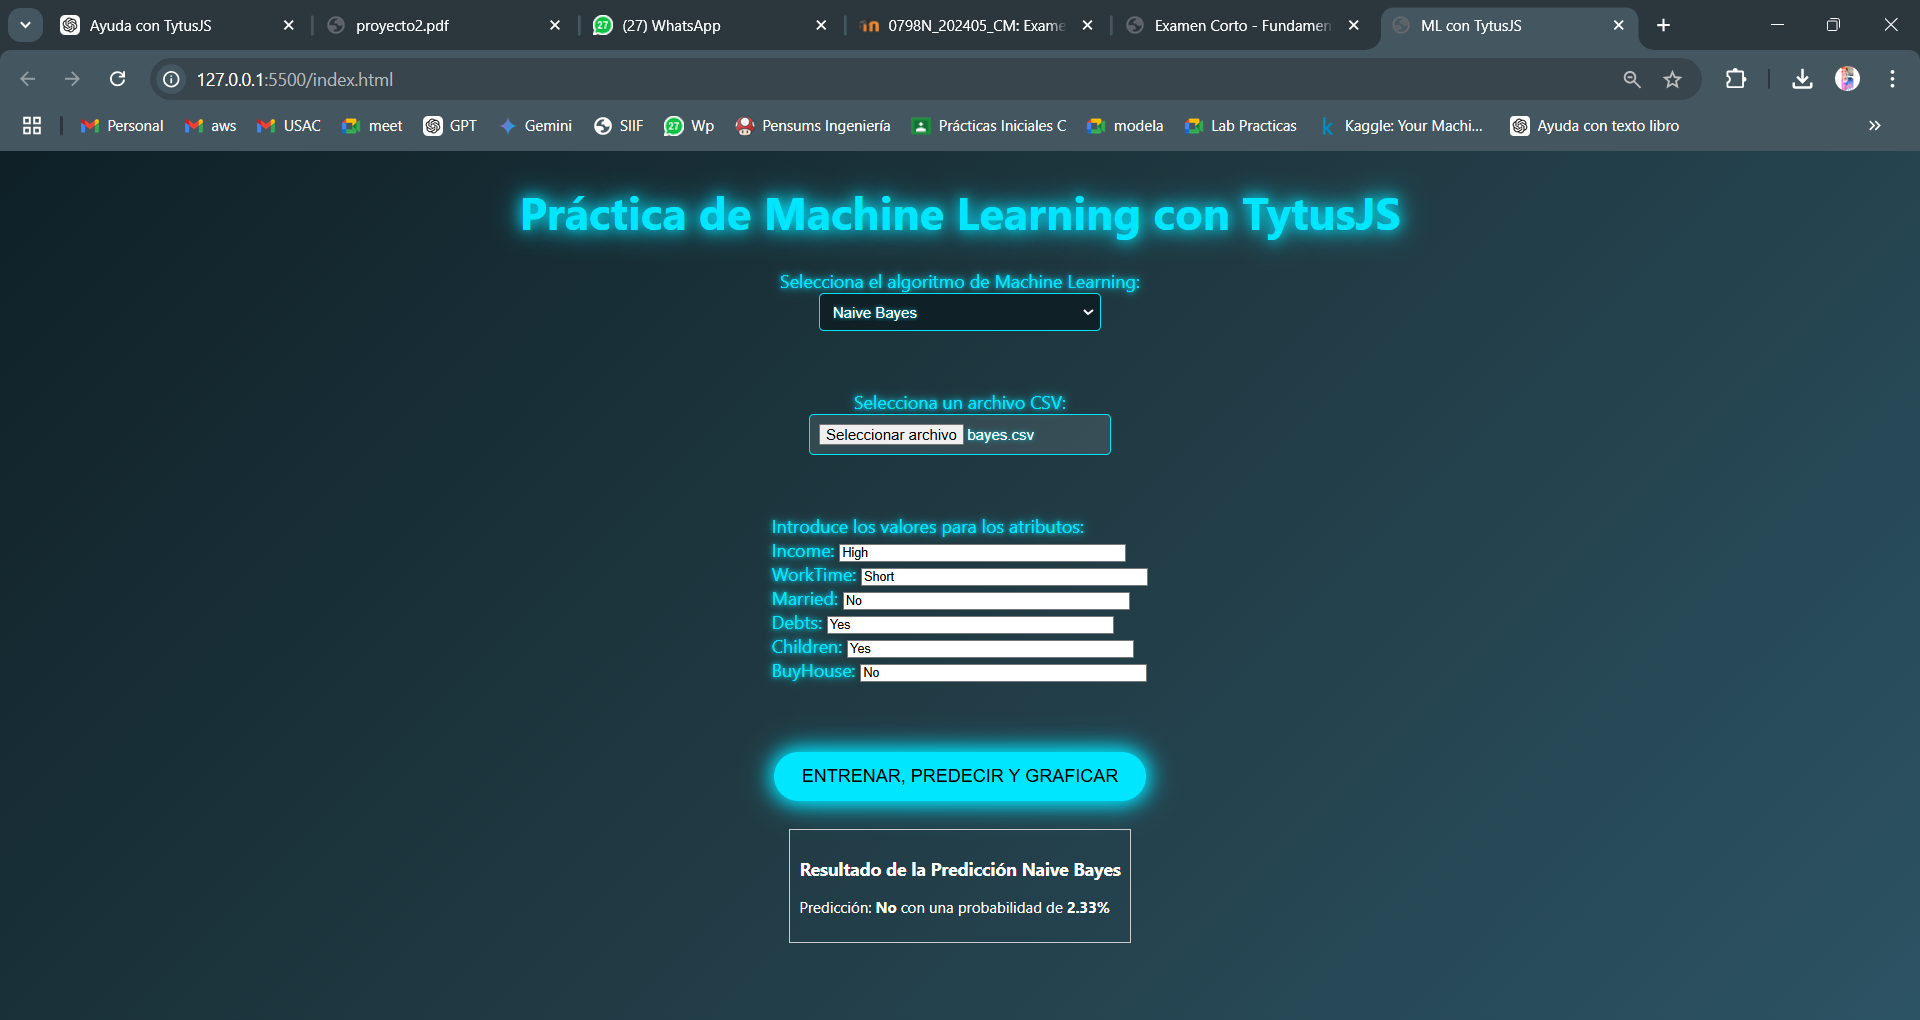 Ayuda con TytusJS
proyecto2.pdf
27 (27) WhatsApp
0798N_202405_CM: Exame
Examen Corto - Fundamen
ML con TytusJS
127.0.0.1:5500/index.html
Personal
aws
USAC
meet
GPT
Gemini
SIIF
27 Wp
Pensums Ingeniería
Prácticas Iniciales C
modela
Lab Practicas
k Kaggle: Your Machi...
Ayuda con texto libro
Práctica de Machine Learning con TytusJS
Selecciona el algoritmo de Machine Learning:
Naive Bayes
Selecciona un archivo CSV:
Seleccionar archivo bayes.csv
Introduce los valores para los atributos:
Income: High
WorkTime: Short
Married: No
Debts: Yes
Children: Yes
BuyHouse: No
ENTRENAR, PREDECIR Y GRAFICAR
Resultado de la Predicción Naive Bayes
Predicción: No con una probabilidad de 2.33%